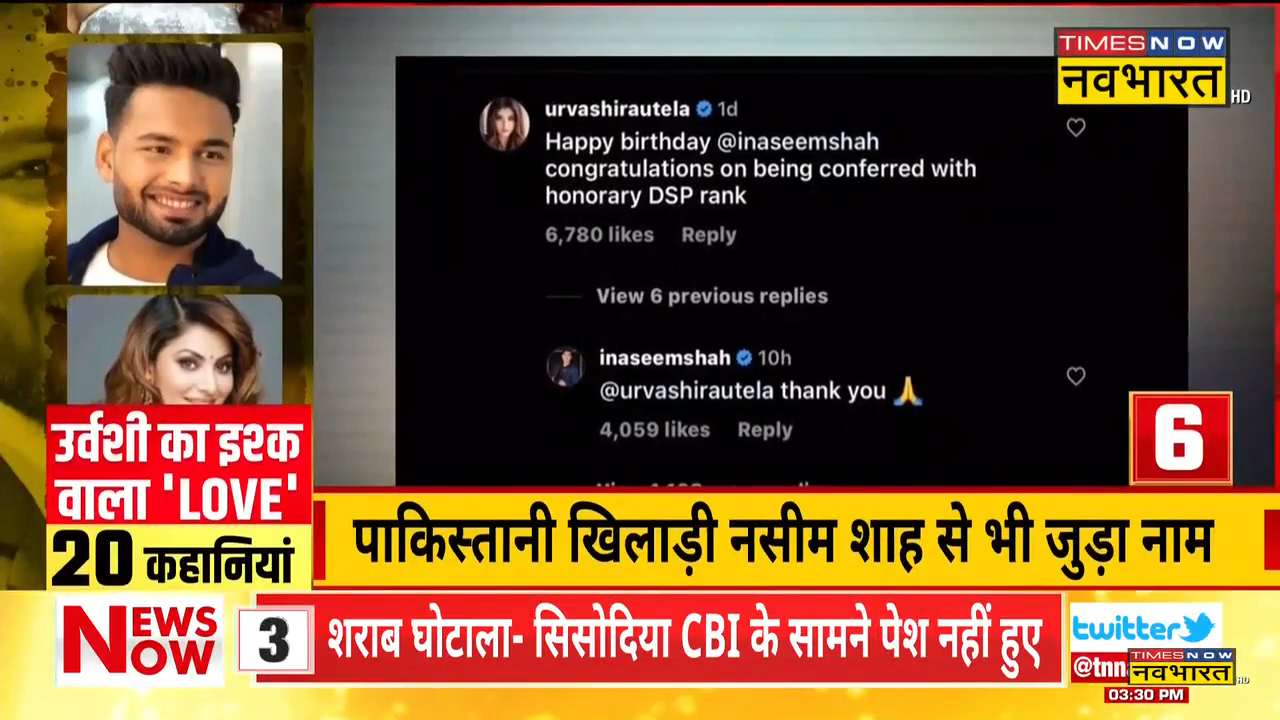 TIMES NOW
नवभारत
HD
urvashirautela 1d
Happy birthday @inaseemshah
congratulations on being conferred with
honorary DSP rank
6,780 likes Reply
View 6 previous replies
inaseemshah 10h
@urvashirautela thank you 🙏
4,059 likes Reply
6
उर्वशी का इश्क
वाला 'LOVE'
20 कहानियां
पाकिस्तानी खिलाड़ी नसीम शाह से भी जुड़ा नाम
NEWS
NOW
3
शराब घोटाला- सिसोदिया CBI के सामने पेश नहीं हुए
twitter
@tnn
TIMES NOW
नवभारत
HD
03:30 PM